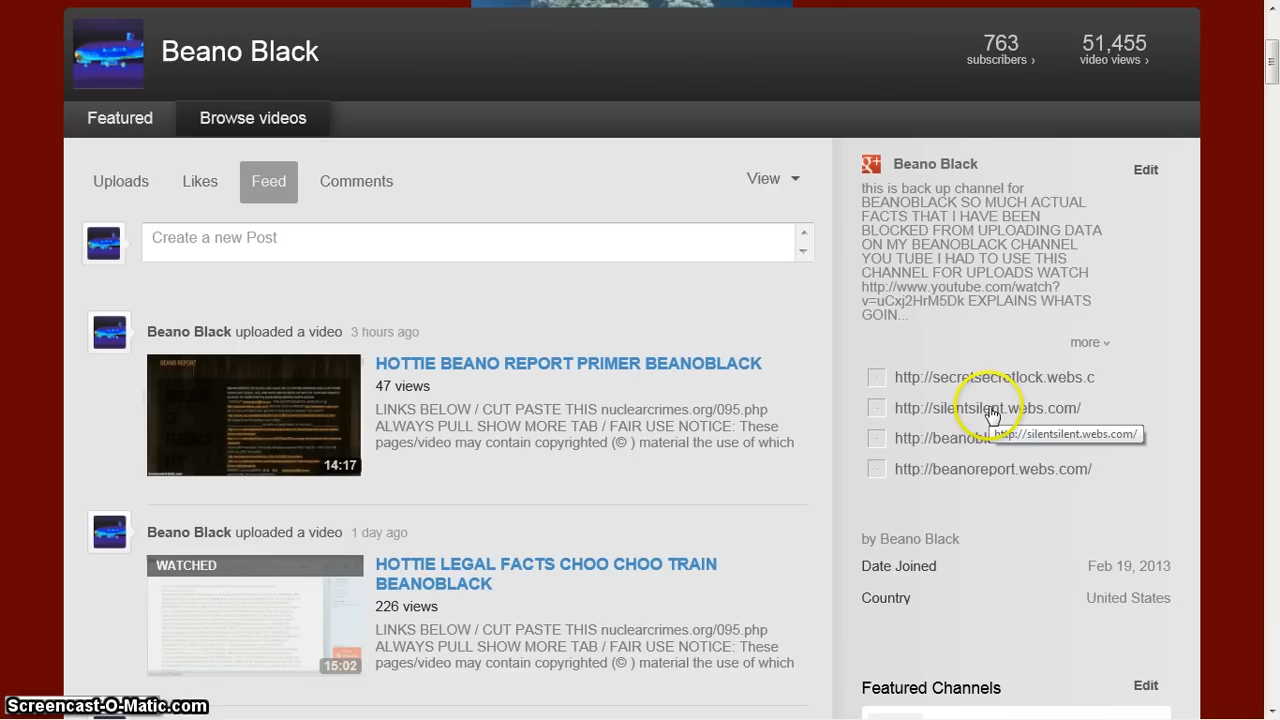 Beano Black
763
subscribers ›
51,455
video views ›
Featured
Browse videos
Uploads
Likes
Feed
Comments
View
Create a new Post
Beano Black uploaded a video 3 hours ago
HOTTIE BEANO REPORT PRIMER BEANOBLACK
47 views
LINKS BELOW / CUT PASTE THIS nuclearcrimes.org/095.php
ALWAYS PULL SHOW MORE TAB / FAIR USE NOTICE: These
pages/video may contain copyrighted (© ) material the use of which
BEANO REPORT
14:17
Beano Black uploaded a video 1 day ago
HOTTIE LEGAL FACTS CHOO CHOO TRAIN
BEANOBLACK
226 views
LINKS BELOW / CUT PASTE THIS nuclearcrimes.org/095.php
ALWAYS PULL SHOW MORE TAB / FAIR USE NOTICE: These
pages/video may contain copyrighted (© ) material the use of which
WATCHED
15:02
g+ Beano Black
Edit
this is back up channel for
BEANOBLACK SO MUCH ACTUAL
FACTS THAT I HAVE BEEN
BLOCKED FROM UPLOADING DATA
ON MY BEANOBLACK CHANNEL
YOU TUBE I HAD TO USE THIS
CHANNEL FOR UPLOADS WATCH
http://www.youtube.com/watch?
v=uCxj2HrM5Dk EXPLAINS WHATS
GOIN...
more
http://secretsecretlock.webs.c
http://silentsilent.webs.com/
http://silentsilent.webs.com/
http://beanoreport.webs.com/
by Beano Black
Date Joined Feb 19, 2013
Country United States
Featured Channels
Edit
Screencast-O-Matic.com